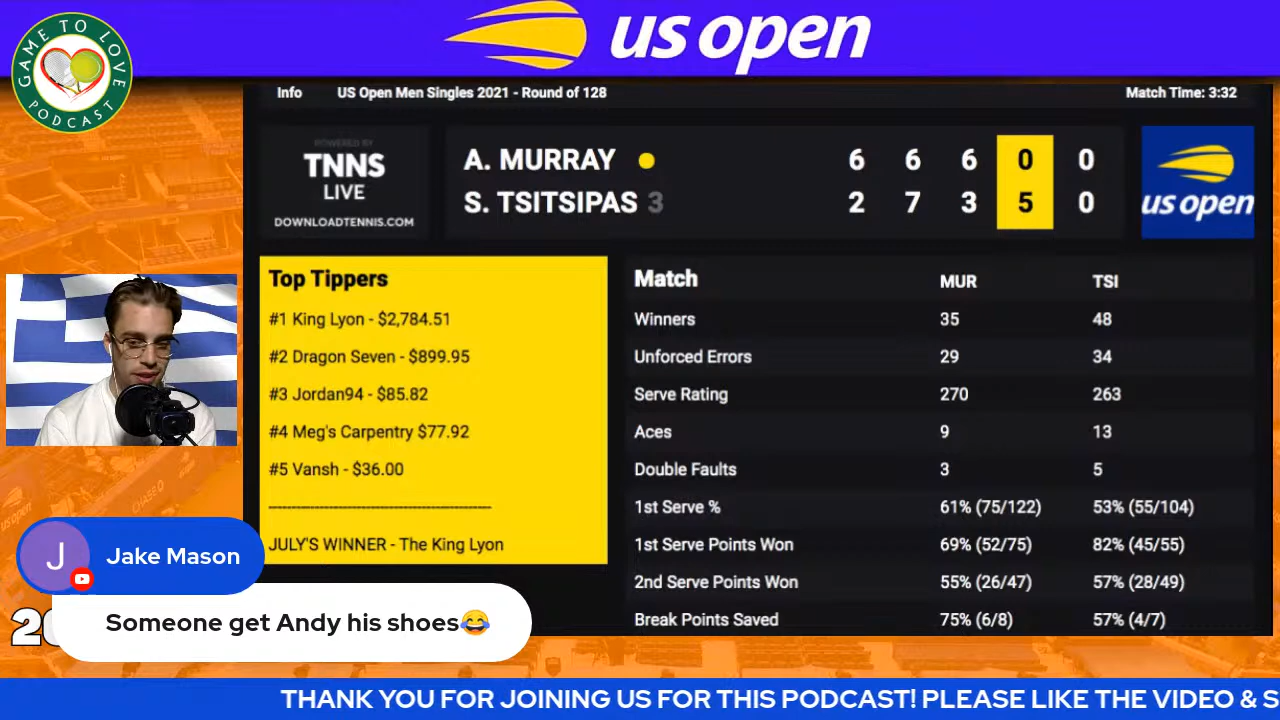 GAME TO LOVE PODCAST
us open
Info US Open Men Singles 2021 - Round of 128 Match Time: 3:32
POWERED BY
TNNS
LIVE
DOWNLOADTENNIS.COM
A. MURRAY 6 6 6 0 0
S. TSITSIPAS 3 2 7 3 5 0
us open
Top Tippers
#1 King Lyon - $2,784.51
#2 Dragon Seven - $899.95
#3 Jordan94 - $85.82
#4 Meg's Carpentry $77.92
#5 Vansh - $36.00
JULY'S WINNER - The King Lyon
Match MUR TSI
Winners 35 48
Unforced Errors 29 34
Serve Rating 270 263
Aces 9 13
Double Faults 3 5
1st Serve % 61% (75/122) 53% (55/104)
1st Serve Points Won 69% (52/75) 82% (45/55)
2nd Serve Points Won 55% (26/47) 57% (28/49)
Break Points Saved 75% (6/8) 57% (4/7)
CHASE
us open
J
Jake Mason
Someone get Andy his shoes😂
THANK YOU FOR JOINING US FOR THIS PODCAST! PLEASE LIKE THE VIDEO & S